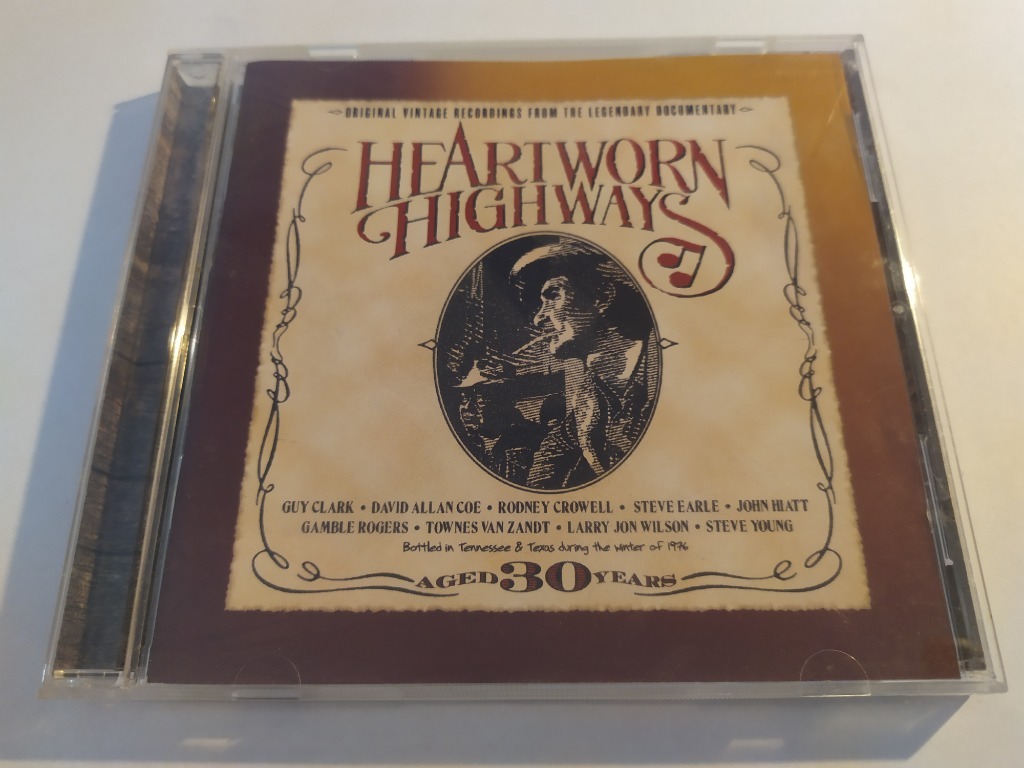 ORIGINAL VINTAGE RECORDINGS FROM THE LEGENDARY DOCUMENTARY
HEARTWORN
HIGHWAYS
GUY CLARK • DAVID ALLAN COE • RODNEY CROWELL • STEVE EARLE • JOHN HIATT
GAMBLE ROGERS • TOWNES VAN ZANDT • LARRY JON WILSON • STEVE YOUNG
Bottled in Tennessee & Texas during the winter of 1976
AGED 30 YEARS